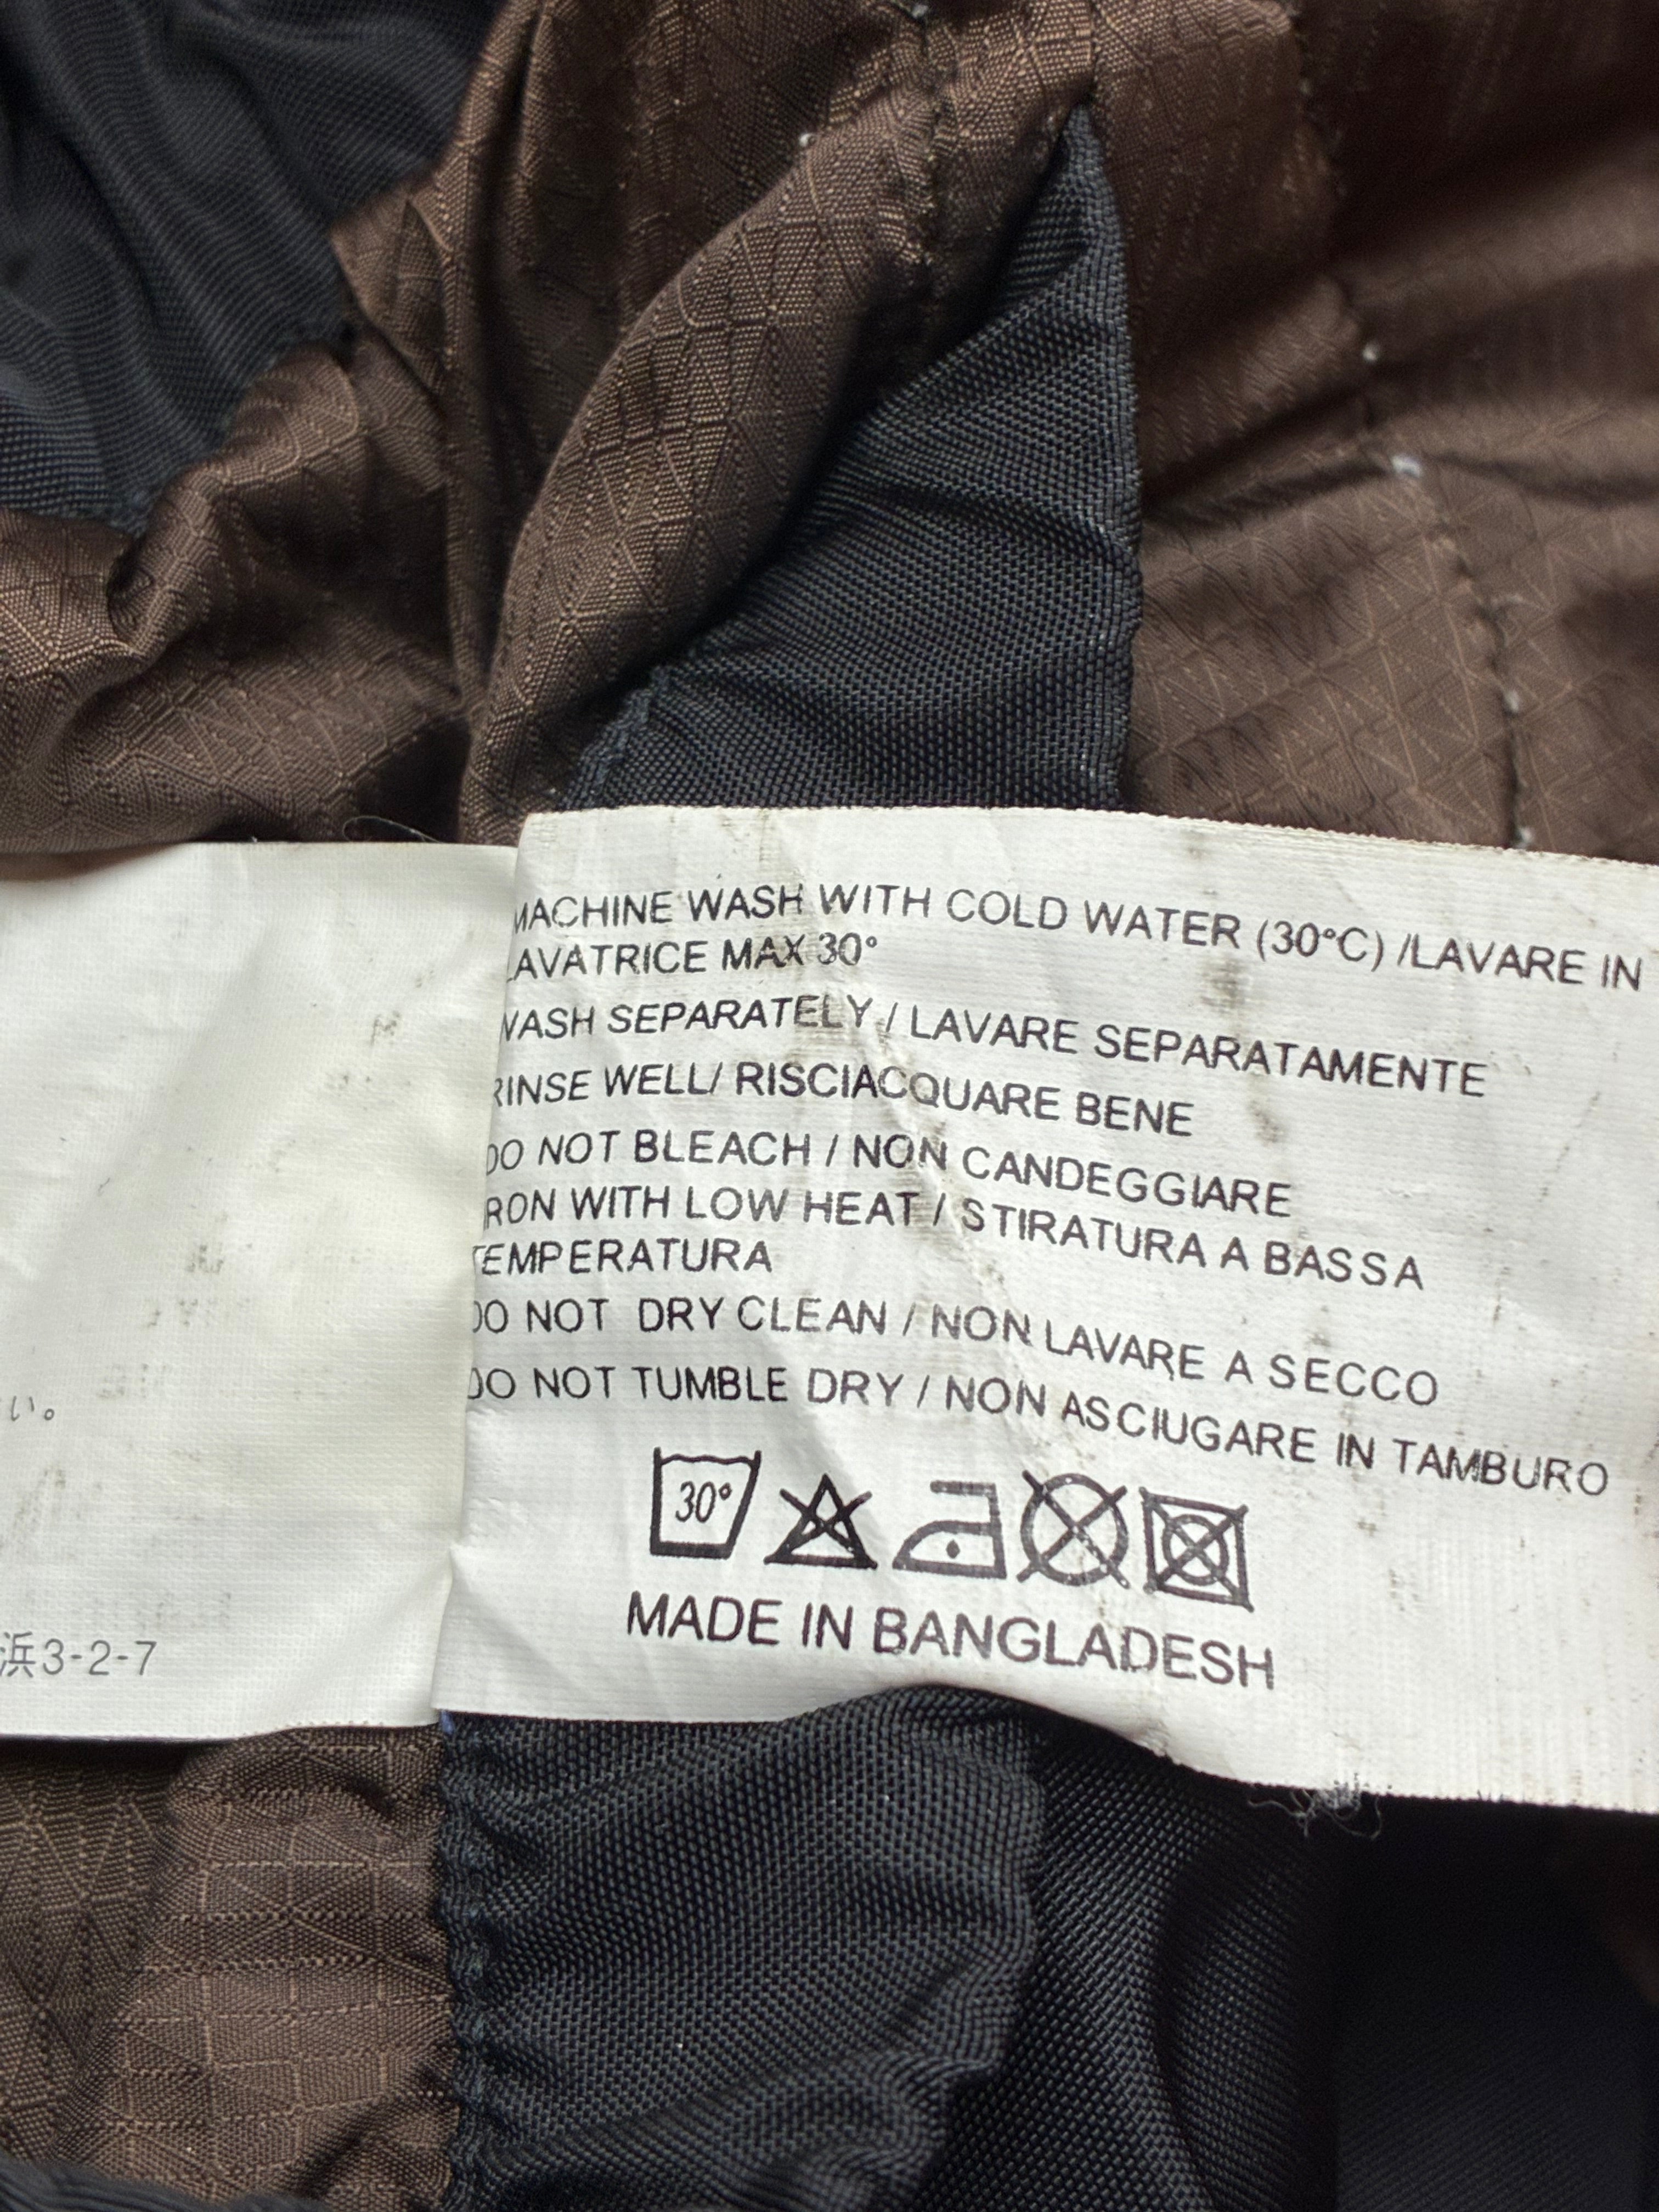 MACHINE WASH WITH COLD WATER (30°C) /LAVARE IN
LAVATRICE MAX 30°
WASH SEPARATELY / LAVARE SEPARATAMENTE
RINSE WELL/ RISCIACQUARE BENE
DO NOT BLEACH / NON CANDEGGIARE
IRON WITH LOW HEAT / STIRATURA A BASSA
TEMPERATURA
DO NOT DRY CLEAN / NON LAVARE A SECCO
DO NOT TUMBLE DRY / NON ASCIUGARE IN TAMBURO
30°
MADE IN BANGLADESH
い。
浜3-2-7